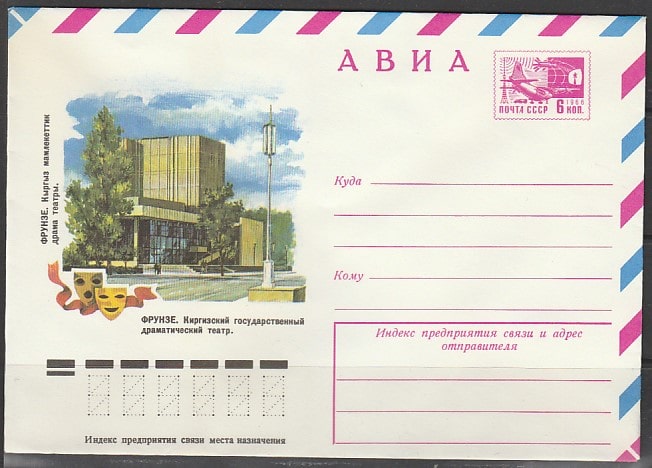 АВИА
1966
ПОЧТА СССР 6 КОП.
ФРУНЗЕ. Кыргыз мамлекеттик
драма театры.
Куда
Кому
ФРУНЗЕ. Киргизский государственный
драматический театр.
Индекс предприятия связи и адрес
отправителя
Индекс предприятия связи места назначения